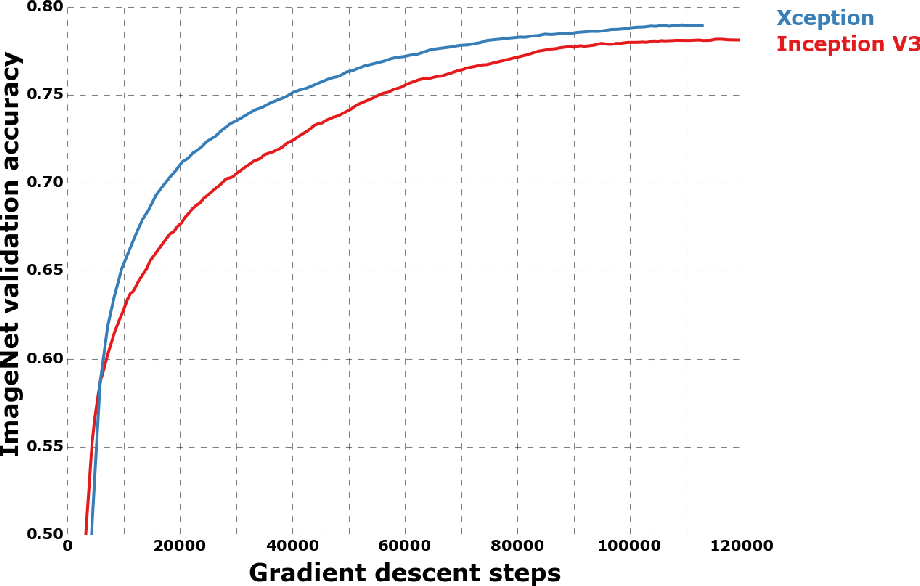 Xception
Inception V3
ImageNet validation accuracy
0.80
0.75
0.70
0.65
0.60
0.55
0.50
0 20000 40000 60000 80000 100000 120000
Gradient descent steps